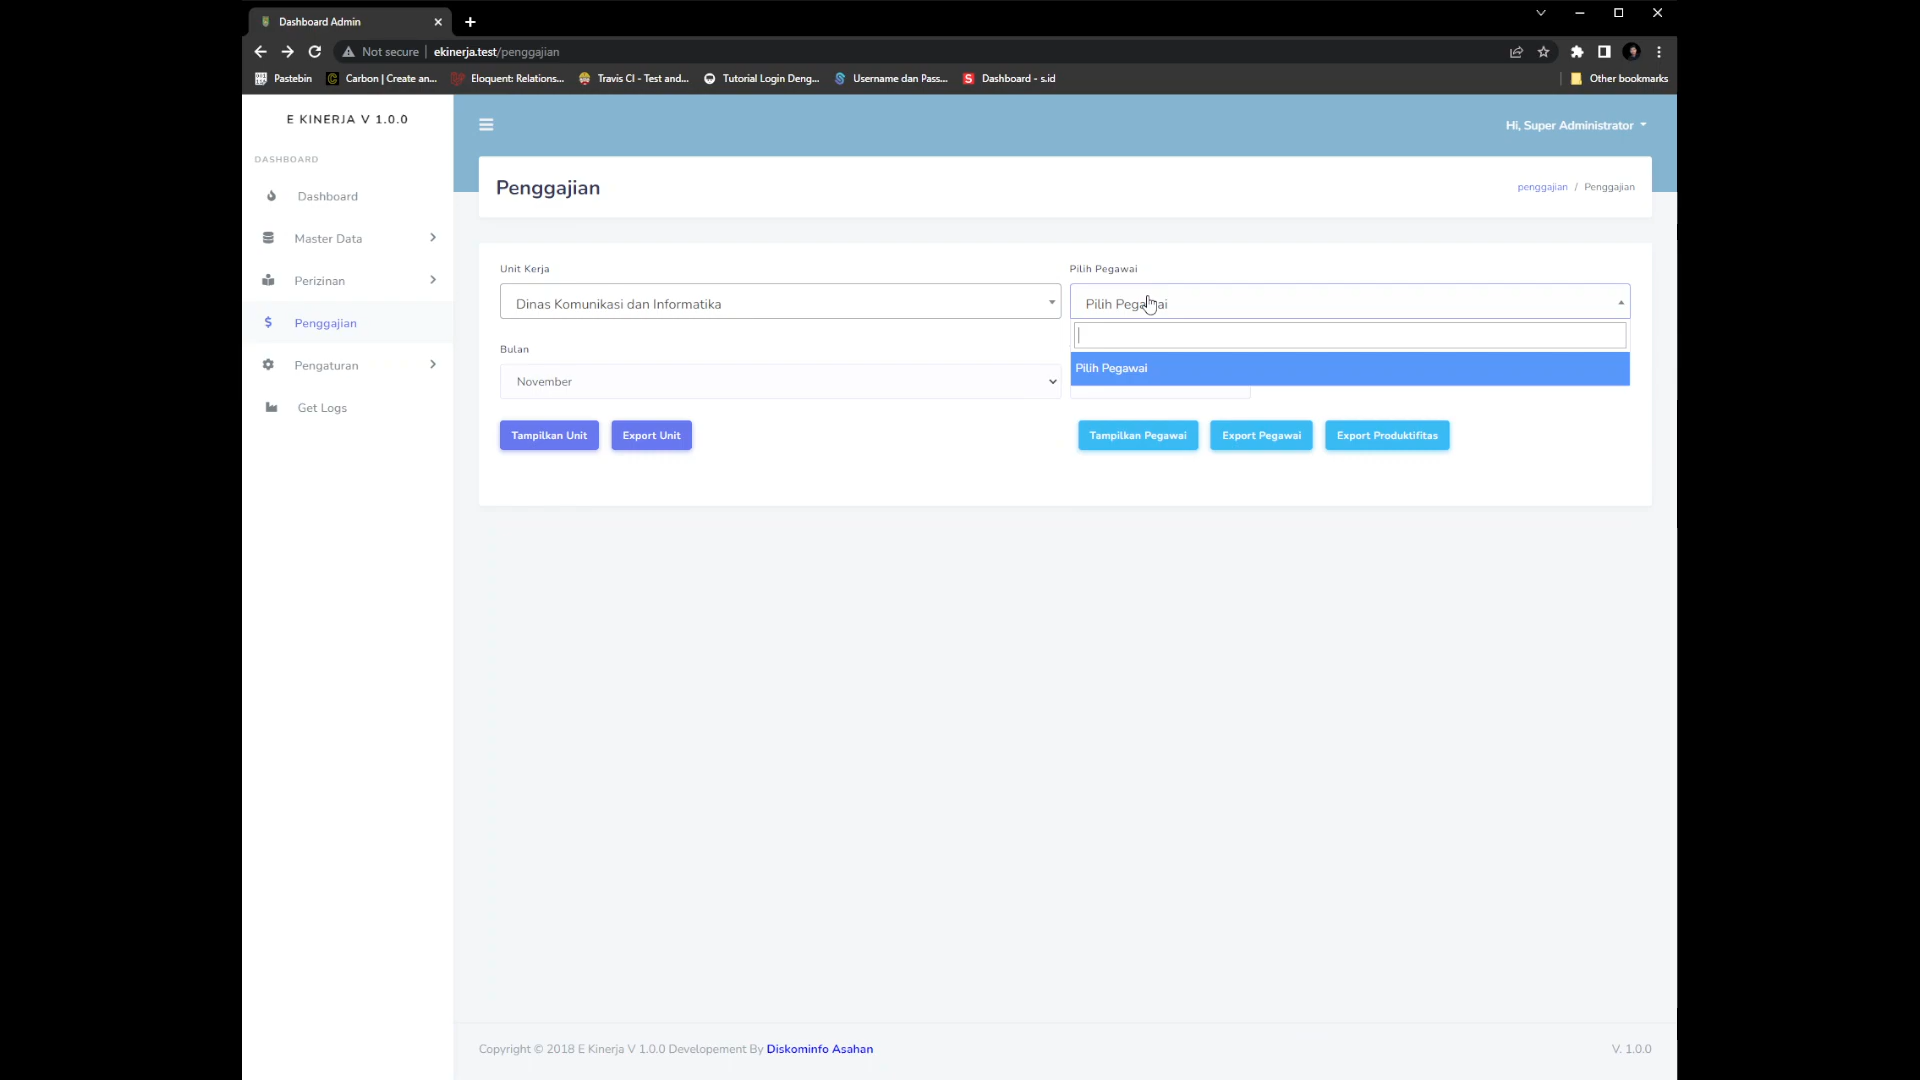 Dashboard Admin
Not secure
ekinerja.test/penggajian
Pastebin
Carbon | Create an...
Eloquent: Relations...
Travis CI - Test and...
Tutorial Login Deng...
Username dan Pass...
Dashboard - s.id
Other bookmarks
E KINERJA V 1.0.0
Hi, Super Administrator
DASHBOARD
Dashboard
Master Data
Perizinan
Penggajian
Pengaturan
Get Logs
Penggajian
penggajian / Penggajian
Unit Kerja
Dinas Komunikasi dan Informatika
Pilih Pegawai
Pilih Pegawai
Pilih Pegawai
Bulan
November
Tampilkan Unit
Export Unit
Tampilkan Pegawai
Export Pegawai
Export Produktifitas
Copyright © 2018 E Kinerja V 1.0.0 Developement By Diskominfo Asahan
V. 1.0.0